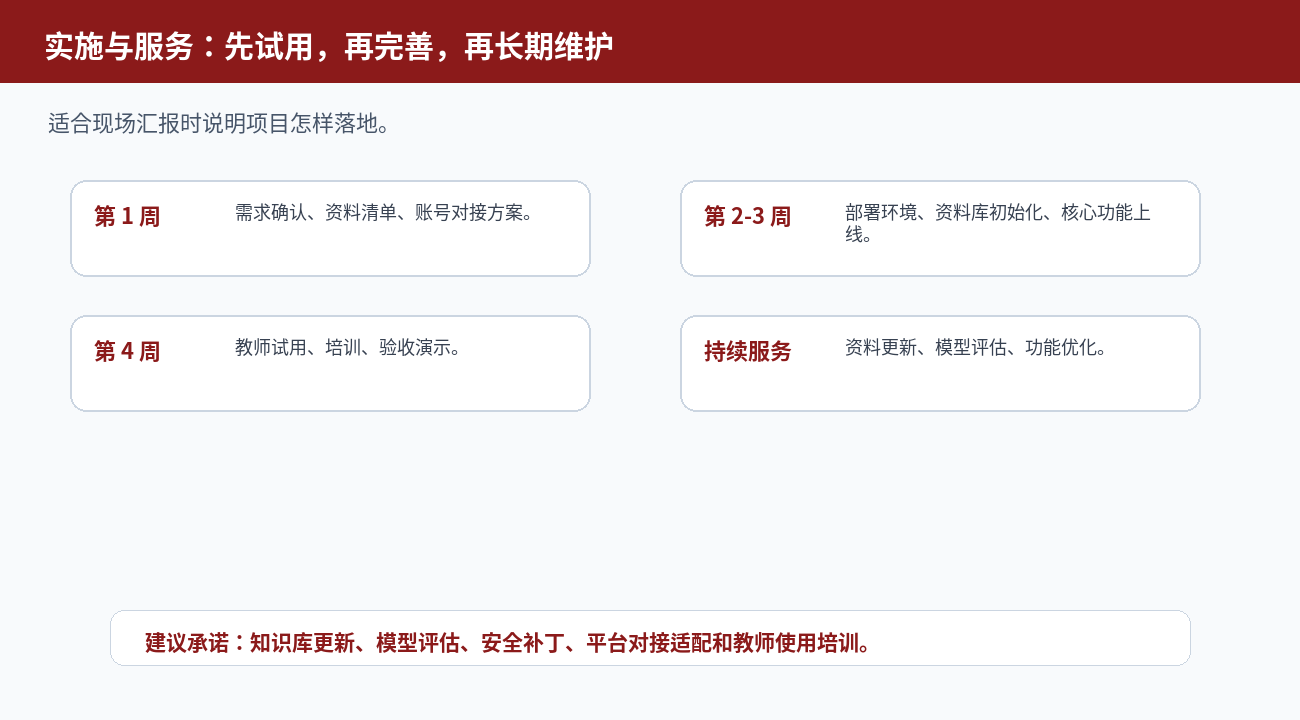 实施与服务：先试用，再完善，再长期维护
适合现场汇报时说明项目怎样落地。
第 1 周
需求确认、资料清单、账号对接方案。
第 2-3 周
部署环境、资料库初始化、核心功能上
线。
第 4 周
教师试用、培训、验收演示。
持续服务
资料更新、模型评估、功能优化。
建议承诺：知识库更新、模型评估、安全补丁、平台对接适配和教师使用培训。